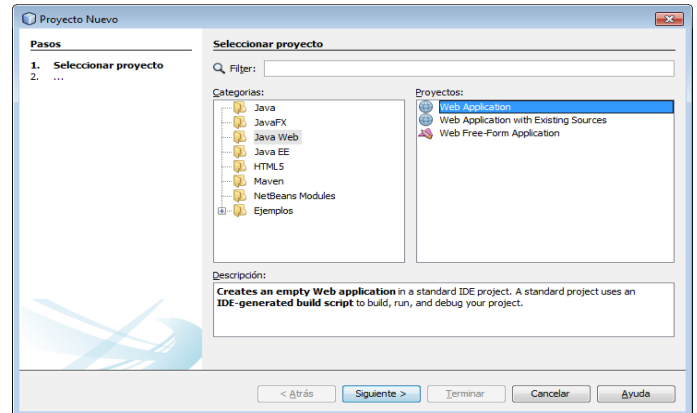 Proyecto Nuevo
Pasos
1. Seleccionar proyecto
2. ...
Seleccionar proyecto
Filter:
Categorías:
Java
JavaFX
Java Web
Java EE
HTML5
Maven
NetBeans Modules
Ejemplos
Proyectos:
Web Application
Web Application with Existing Sources
Web Free-Form Application
Descripción:
Creates an empty Web application in a standard IDE project. A standard project uses an
IDE-generated build script to build, run, and debug your project.
< Atrás
Siguiente >
Terminar
Cancelar
Ayuda